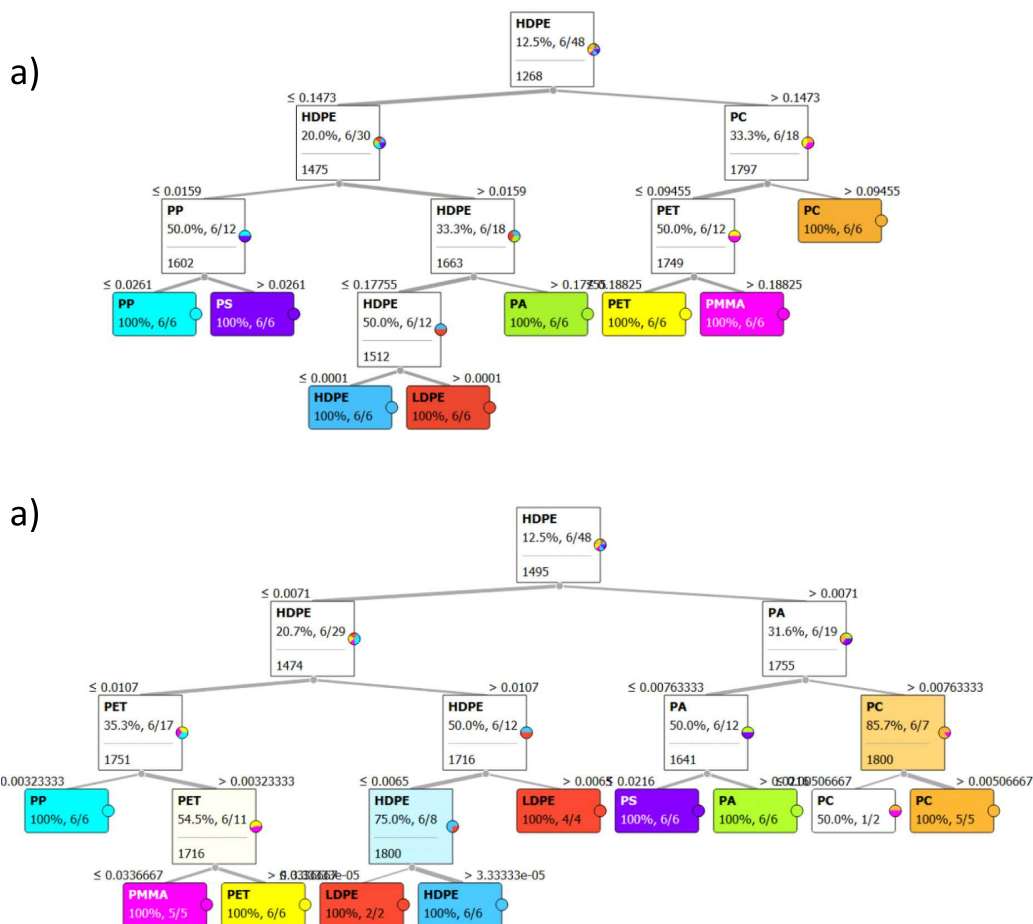 a)
HDPE
12.5%, 6/48
1268
≤ 0.1473
> 0.1473
HDPE
20.0%, 6/30
1475
PC
33.3%, 6/18
1797
≤ 0.0159
> 0.0159
≤ 0.09455
> 0.09455
PP
50.0%, 6/12
1602
HDPE
33.3%, 6/18
1663
PET
50.0%, 6/12
1749
PC
100%, 6/6
≤ 0.0261
> 0.0261
≤ 0.17755
> 0.17755
≤ 0.18825
> 0.18825
PP
100%, 6/6
PS
100%, 6/6
HDPE
50.0%, 6/12
1512
PA
100%, 6/6
PET
100%, 6/6
PMMA
100%, 6/6
≤ 0.0001
> 0.0001
HDPE
100%, 6/6
LDPE
100%, 6/6
a)
HDPE
12.5%, 6/48
1495
≤ 0.0071
> 0.0071
HDPE
20.7%, 6/29
1474
PA
31.6%, 6/19
1755
≤ 0.0107
> 0.0107
≤ 0.00763333
> 0.00763333
PET
35.3%, 6/17
1751
HDPE
50.0%, 6/12
1716
PA
50.0%, 6/12
1641
PC
85.7%, 6/7
1800
0.00323333
> 0.00323333
≤ 0.0065
> 0.0065
≤ 0.0216
> 0.00506667
PP
100%, 6/6
PET
54.5%, 6/11
1716
HDPE
75.0%, 6/8
1800
LDPE
100%, 4/4
PS
100%, 6/6
PA
100%, 6/6
PC
50.0%, 1/2
PC
100%, 5/5
≤ 0.0336667
> 3.33333e-05
PMMA
100%, 5/5
PET
100%, 6/6
LDPE
100%, 2/2
HDPE
100%, 6/6